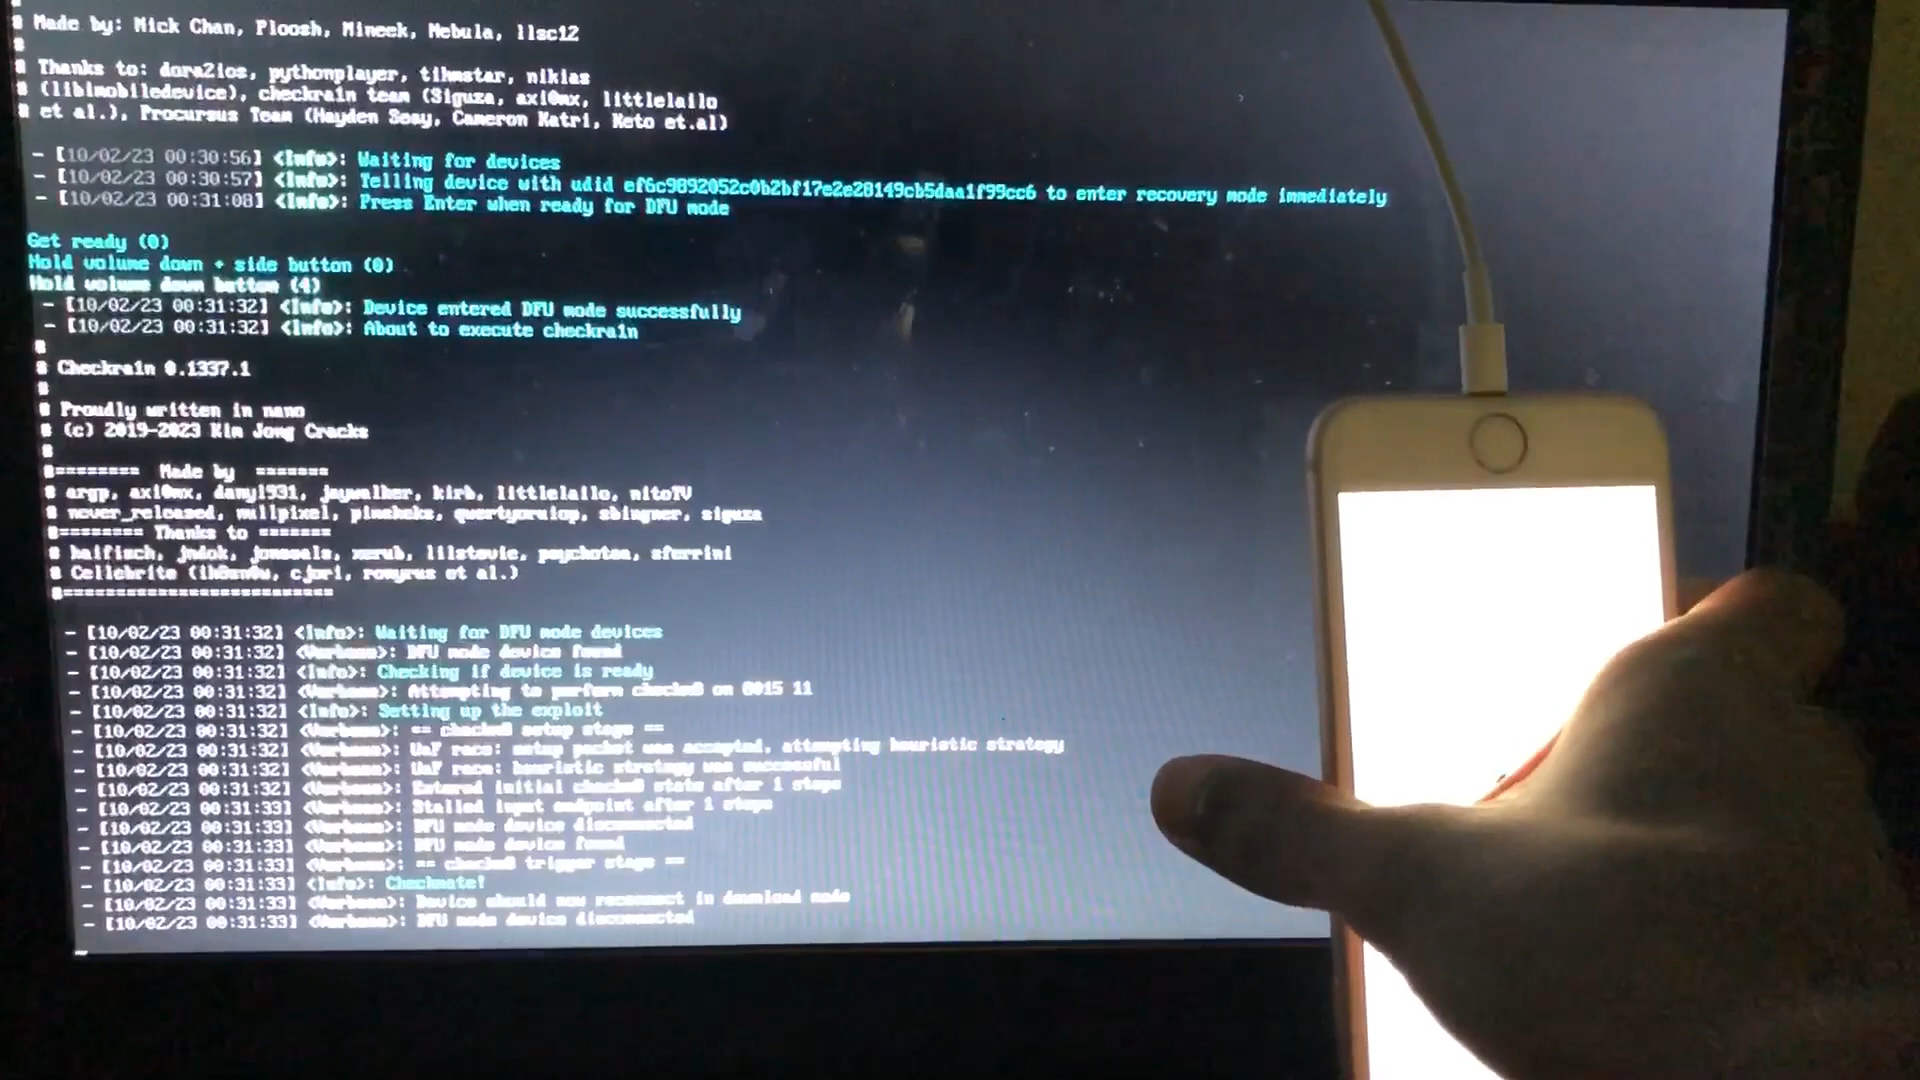 # Made by: Nick Chan, Ploosh, Mineek, Nebula, llsc12
#
# Thanks to: dora2ios, pythonplayer, tihmstar, nikias
# (libimobiledevice), checkra1n team (Siguza, axi0mx, littlelailo
# et al.), Procursus Team (Hayden Seay, Cameron Katri, Keto et.al)
- [10/02/23 00:30:56] <Info>: Waiting for devices
- [10/02/23 00:30:57] <Info>: Telling device with udid ef6c9892052c0b2bf17e2e28149cb5daa1f99cc6 to enter recovery mode immediately
- [10/02/23 00:31:08] <Info>: Press Enter when ready for DFU mode
Get ready (0)
Hold volume down + side button (0)
Hold volume down button (4)
- [10/02/23 00:31:32] <Info>: Device entered DFU mode successfully
- [10/02/23 00:31:32] <Info>: About to execute checkra1n
#
# Checkra1n 0.1337.1
#
# Proudly written in nano
# (c) 2019-2023 Kim Jong Cracks
#
#======== Made by =======
# argp, axi0mx, danyl931, jaywalker, kirb, littlelailo, nitoTV
# never_released, nullpixel, pimskeks, qwertyoruiop, sbingner, siguza
#======== Thanks to =======
# haifisch, jndok, jonseals, xerub, lilstevie, psychotea, sferrini
# Cellebrite (ih8sn0w, cjori, ronyrus et al.)
#==========================
- [10/02/23 00:31:32] <Info>: Waiting for DFU mode devices
- [10/02/23 00:31:32] <Verbose>: DFU mode device found
- [10/02/23 00:31:32] <Info>: Checking if device is ready
- [10/02/23 00:31:32] <Verbose>: Attempting to perform checkm8 on 8015 11
- [10/02/23 00:31:32] <Info>: Setting up the exploit
- [10/02/23 00:31:32] <Verbose>: == checkm8 setup stage ==
- [10/02/23 00:31:32] <Verbose>: UaF race: setup packet was accepted, attempting heuristic strategy
- [10/02/23 00:31:32] <Verbose>: UaF race: heuristic strategy was successful
- [10/02/23 00:31:32] <Verbose>: Entered initial checkm8 state after 1 steps
- [10/02/23 00:31:33] <Verbose>: Stalled input endpoint after 1 steps
- [10/02/23 00:31:33] <Verbose>: DFU mode device disconnected
- [10/02/23 00:31:33] <Verbose>: DFU mode device found
- [10/02/23 00:31:33] <Verbose>: == checkm8 trigger stage ==
- [10/02/23 00:31:33] <Info>: Checkmate!
- [10/02/23 00:31:33] <Verbose>: Device should now reconnect in download mode
- [10/02/23 00:31:33] <Verbose>: DFU mode device disconnected